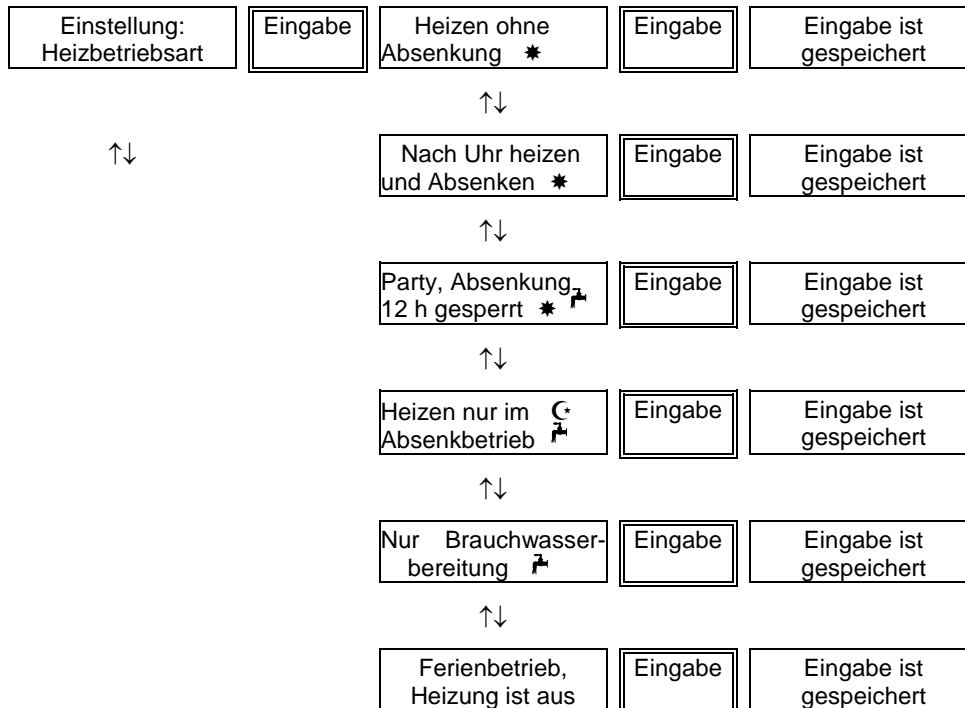 Einstellung: Eingabe Heizen ohne Eingabe Eingabe ist
Heizbetriebsart Absenkung ✷ gespeichert
↑↓
↑↓ Nach Uhr heizen Eingabe Eingabe ist
und Absenken ✷ gespeichert
↑↓
Party, Absenkung Eingabe Eingabe ist
12 h gesperrt ✷ gespeichert
↑↓
Heizen nur im ☪ Eingabe Eingabe ist
Absenkbetrieb gespeichert
↑↓
Nur Brauchwasser- Eingabe Eingabe ist
bereitung gespeichert
↑↓
Ferienbetrieb, Eingabe Eingabe ist
Heizung ist aus gespeichert